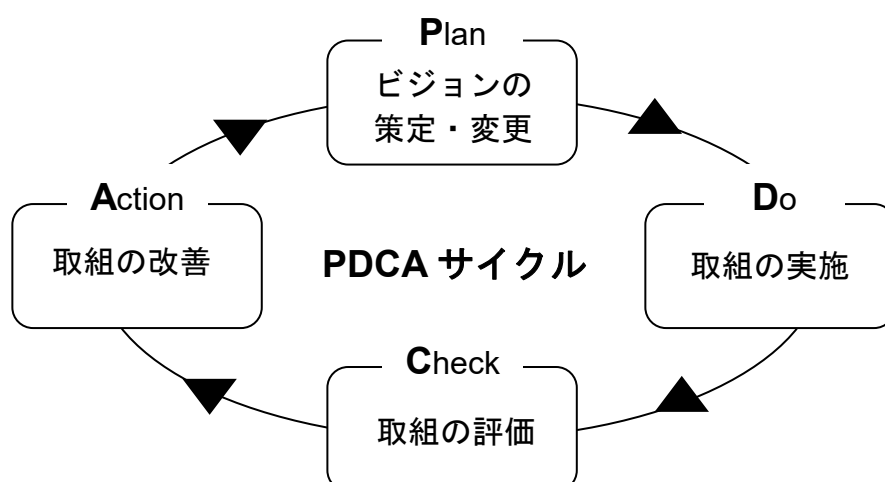 Plan
ビジョンの
策定・変更
Action
取組の改善
PDCA サイクル
Do
取組の実施
Check
取組の評価